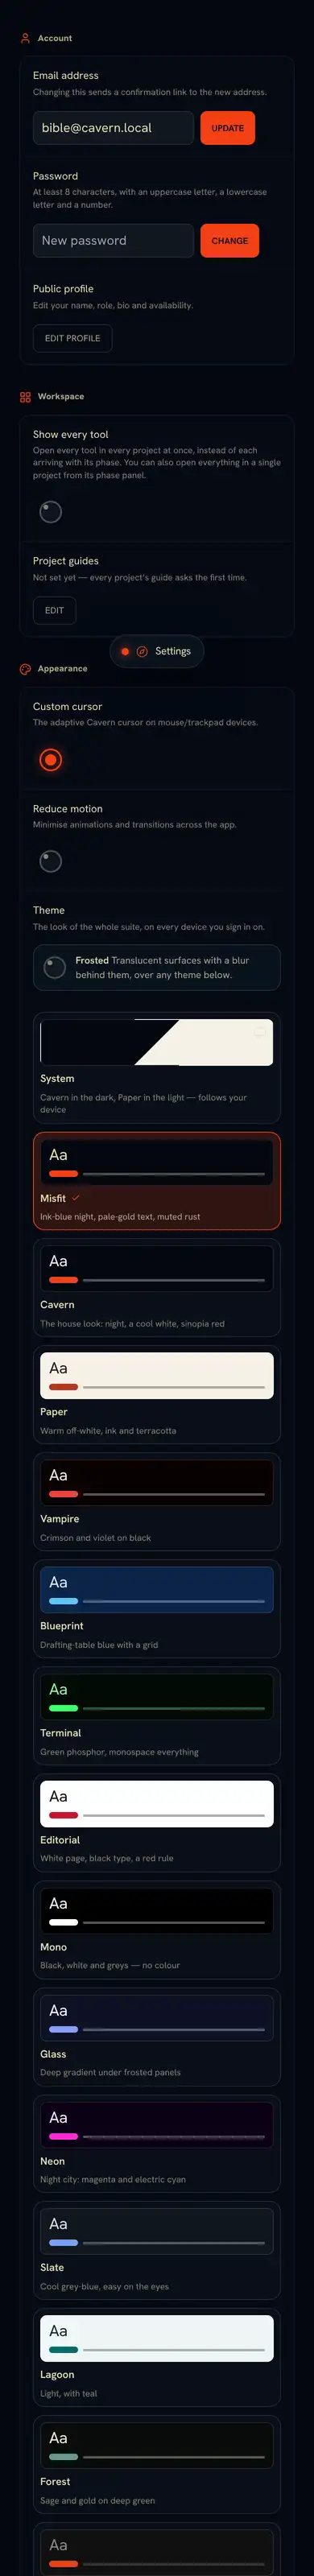 Account
Email address
Changing this sends a confirmation link to the new address.
bible@cavern.local
UPDATE
Password
At least 8 characters, with an uppercase letter, a lowercase
letter and a number.
New password
CHANGE
Public profile
Edit your name, role, bio and availability.
EDIT PROFILE
Workspace
Show every tool
Open every tool in every project at once, instead of each
arriving with its phase. You can also open everything in a single
project from its phase panel.
Project guides
Not set yet — every project's guide asks the first time.
EDIT
Settings
Appearance
Custom cursor
The adaptive Cavern cursor on mouse/trackpad devices.
Reduce motion
Minimise animations and transitions across the app.
Theme
The look of the whole suite, on every device you sign in on.
Frosted Translucent surfaces with a blur
behind them, over any theme below.
System
Cavern in the dark, Paper in the light — follows your
device
Aa
Misfit
Ink-blue night, pale-gold text, muted rust
Aa
Cavern
The house look: night, a cool white, sinopia red
Aa
Paper
Warm off-white, ink and terracotta
Aa
Vampire
Crimson and violet on black
Aa
Blueprint
Drafting-table blue with a grid
Aa
Terminal
Green phosphor, monospace everything
Aa
Editorial
White page, black type, a red rule
Aa
Mono
Black, white and greys — no colour
Aa
Glass
Deep gradient under frosted panels
Aa
Neon
Night city: magenta and electric cyan
Aa
Slate
Cool grey-blue, easy on the eyes
Aa
Lagoon
Light, with teal
Aa
Forest
Sage and gold on deep green
Aa